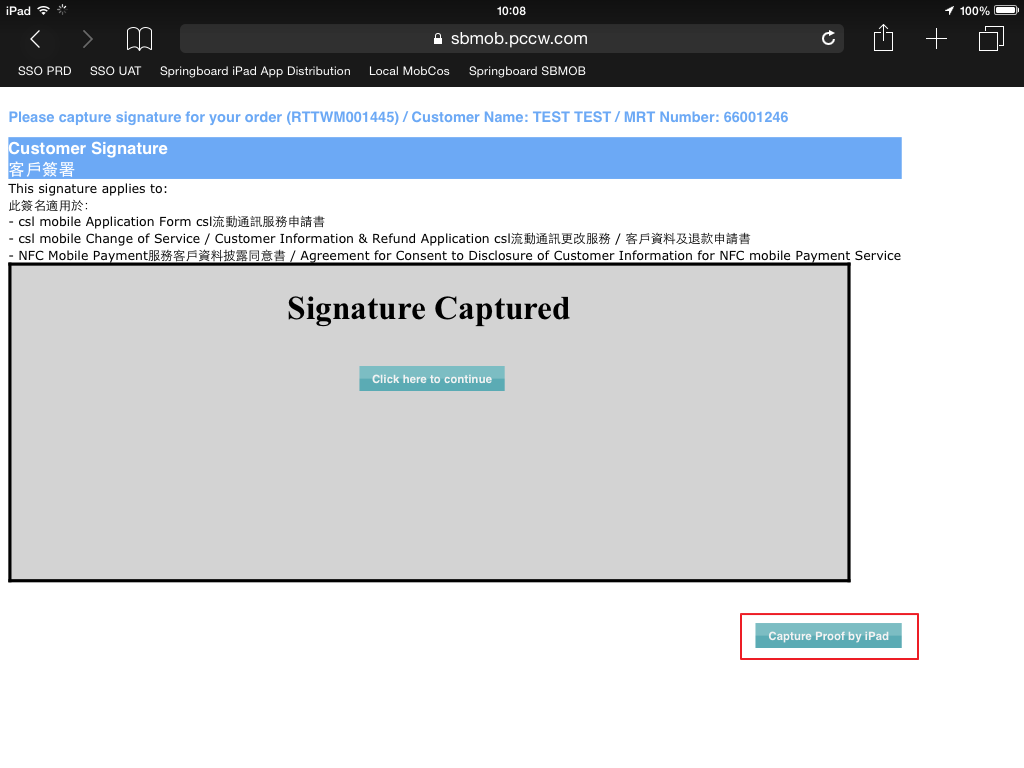 iPad 10:08 100%
sbmob.pccw.com
SSO PRD SSO UAT Springboard iPad App Distribution Local MobCos Springboard SBMOB
Please capture signature for your order (RTTWM001445) / Customer Name: TEST TEST / MRT Number: 66001246
Customer Signature
客戶簽署
This signature applies to:
此簽名適用於:
- csl mobile Application Form csl流動通訊服務申請書
- csl mobile Change of Service / Customer Information & Refund Application csl流動通訊更改服務 / 客戶資料及退款申請書
- NFC Mobile Payment服務客戶資料披露同意書 / Agreement for Consent to Disclosure of Customer Information for NFC mobile Payment Service
Signature Captured
Click here to continue
Capture Proof by iPad